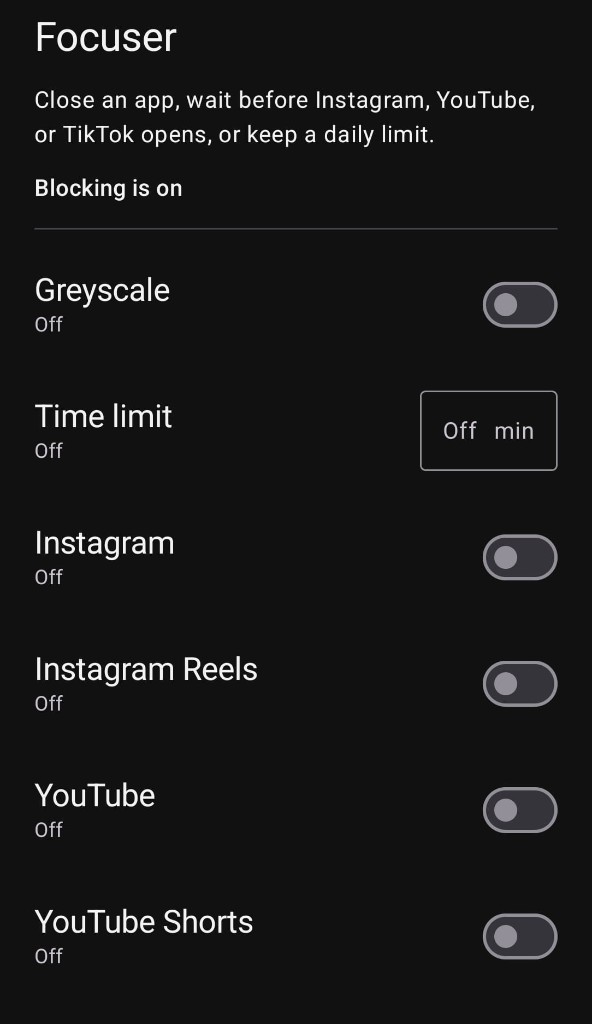 Focuser
Close an app, wait before Instagram, YouTube,
or TikTok opens, or keep a daily limit.
Blocking is on
Greyscale
Off
Time limit
Off
Off min
Instagram
Off
Instagram Reels
Off
YouTube
Off
YouTube Shorts
Off